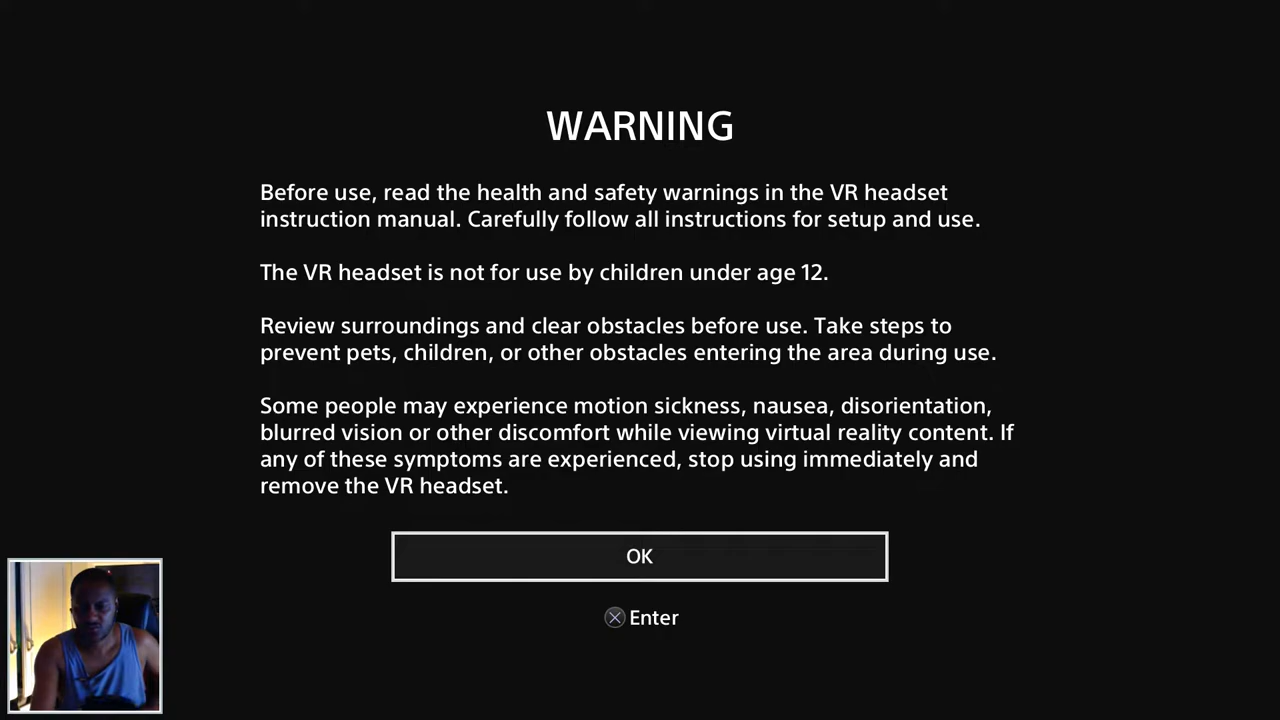 WARNING
Before use, read the health and safety warnings in the VR headset
instruction manual. Carefully follow all instructions for setup and use.
The VR headset is not for use by children under age 12.
Review surroundings and clear obstacles before use. Take steps to
prevent pets, children, or other obstacles entering the area during use.
Some people may experience motion sickness, nausea, disorientation,
blurred vision or other discomfort while viewing virtual reality content. If
any of these symptoms are experienced, stop using immediately and
remove the VR headset.
OK
Enter